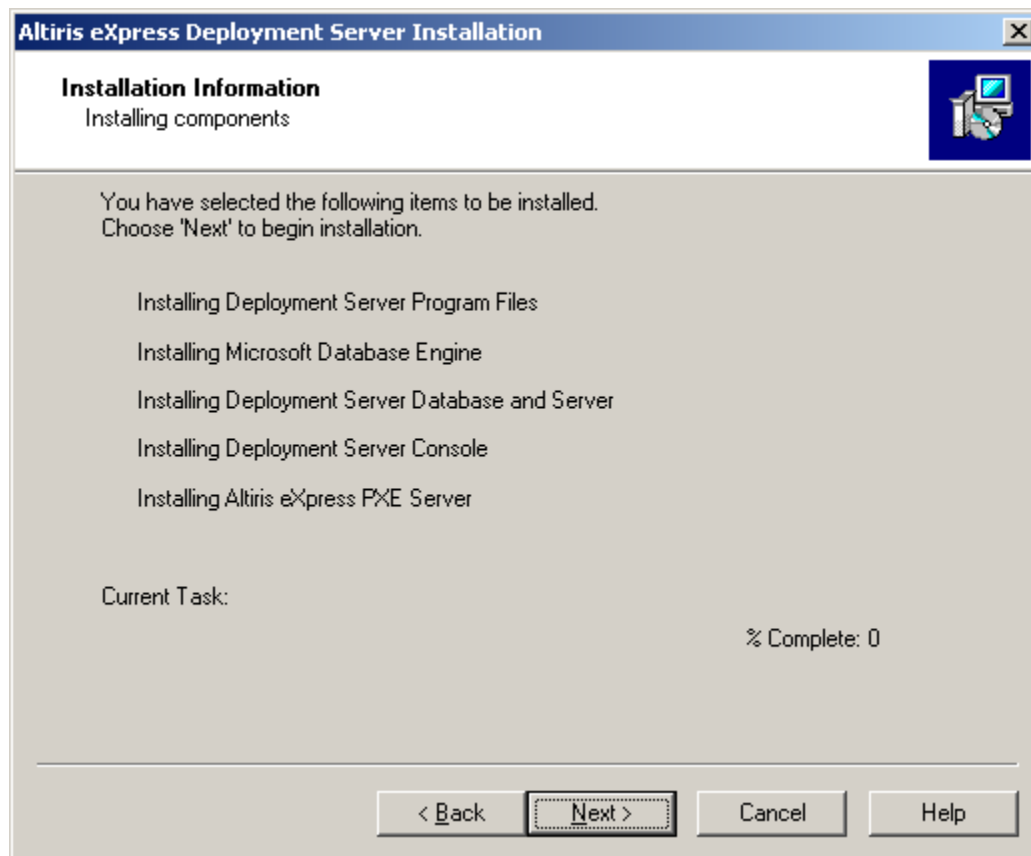 Altiris eXpress Deployment Server Installation
Installation Information
Installing components
You have selected the following items to be installed.
Choose 'Next' to begin installation.
Installing Deployment Server Program Files
Installing Microsoft Database Engine
Installing Deployment Server Database and Server
Installing Deployment Server Console
Installing Altiris eXpress PXE Server
Current Task:
% Complete: 0
< Back
Next >
Cancel
Help